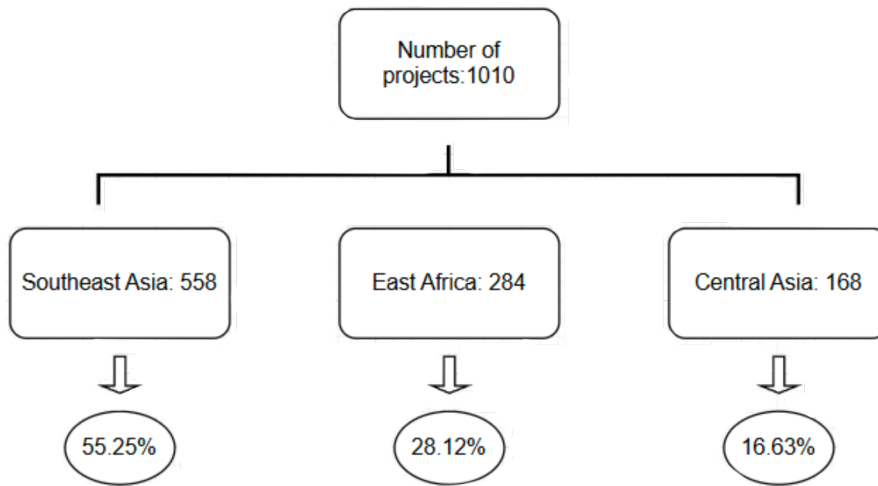 Number of
projects:1010
Southeast Asia: 558
East Africa: 284
Central Asia: 168
55.25%
28.12%
16.63%